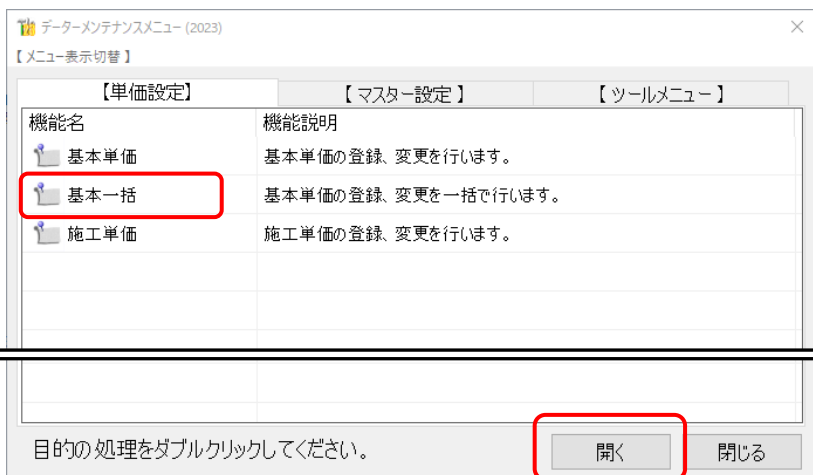 データーメンテナンスメニュー (2023)
【メニュー表示切替】
【単価設定】 【マスター設定】 【ツールメニュー】
機能名 機能説明
基本単価 基本単価の登録、変更を行います。
基本一括 基本単価の登録、変更を一括で行います。
施工単価 施工単価の登録、変更を行います。
目的の処理をダブルクリックしてください。 開く 閉じる